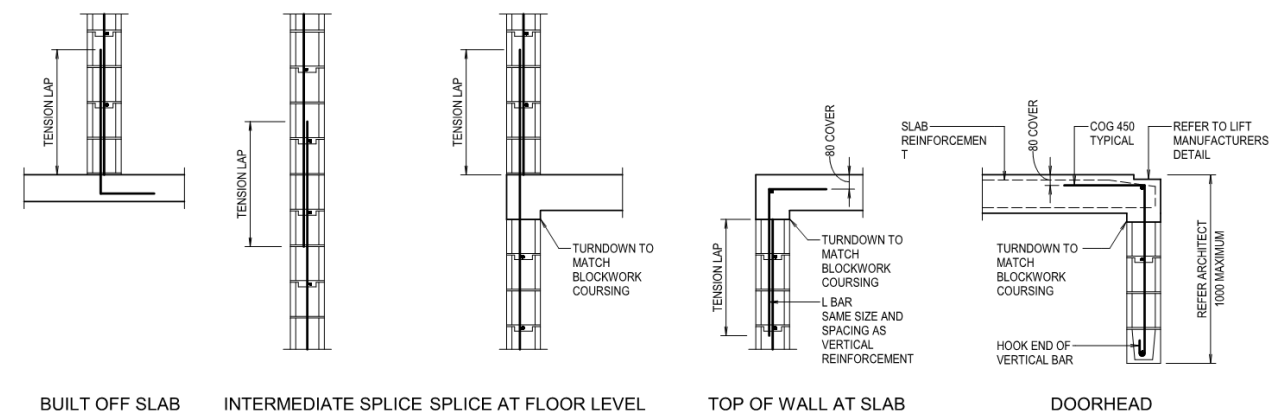 TENSION LAP
BUILT OFF SLAB
TENSION LAP
INTERMEDIATE SPLICE
TENSION LAP
TURNDOWN TO
MATCH
BLOCKWORK
COURSING
SPLICE AT FLOOR LEVEL
80 COVER
TENSION LAP
TURNDOWN TO
MATCH
BLOCKWORK
COURSING
L BAR
SAME SIZE AND
SPACING AS
VERTICAL
REINFORCEMENT
TOP OF WALL AT SLAB
SLAB
REINFORCEMEN
T
80 COVER
COG 450
TYPICAL
REFER TO LIFT
MANUFACTURERS
DETAIL
TURNDOWN TO
MATCH
BLOCKWORK
COURSING
REFER ARCHITECT
1000 MAXIMUM
HOOK END OF
VERTICAL BAR
DOORHEAD